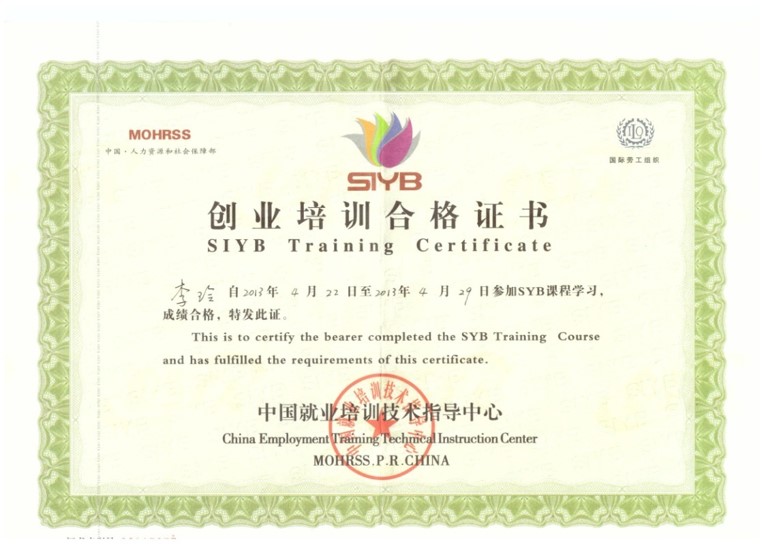 MOHRSS
中国·人力资源和社会保障部
SIYB
国际劳工组织
创业培训合格证书
SIYB Training Certificate
李玲 自2013年 4 月 22 日至2013年 4 月 29 日参加SYB课程学习，
成绩合格，特发此证。
This is to certify the bearer completed the SYB Training Course
and has fulfilled the requirements of this certificate.
中国就业培训技术指导中心
China Employment Training Technical Instruction Center
MOHRSS.P.R.CHINA